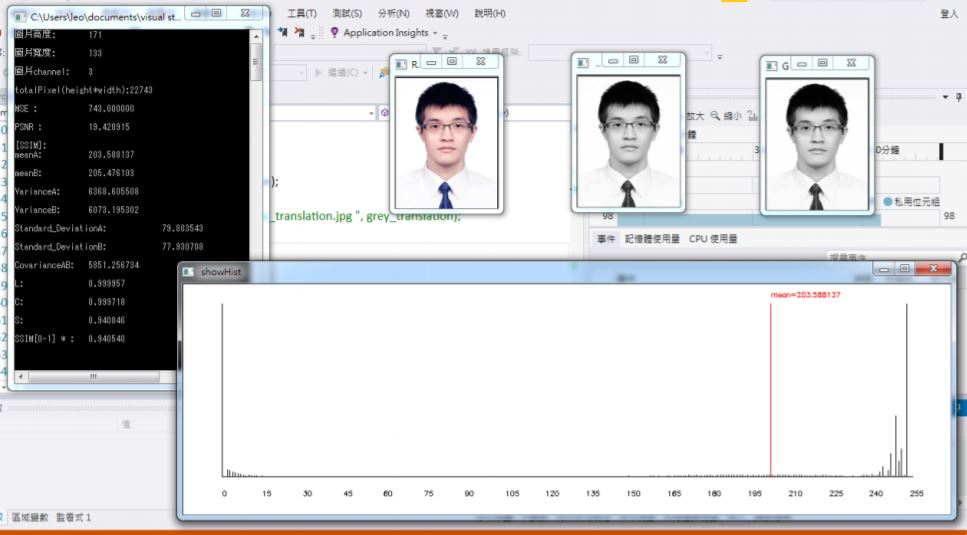 C:\Users\leo\documents\visual st...
工具(T) 測試(S) 分析(N) 視窗(W) 說明(H)
登入
Application Insights
繼續(C)
圖片高度: 171
圖片寬度: 133
圖片channel: 3
totalPixel(height*width):22743
MSE : 743.000000
PSNR : 19.420915
[SSIM]:
meanA: 203.588137
meanB: 205.476103
VarianceA: 6368.605508
VarianceB: 6073.195302
Standard_DeviationA: 79.803543
Standard_DeviationB: 77.930708
CovarianceAB: 5851.256734
L: 0.999957
C: 0.999718
S: 0.940846
SSIM[0-1] * : 0.940540
R...
...
G
放大 縮小
0分鐘
);
_translation.jpg ", grey_translation);
私用位元組
98 98
事件 記憶體使用量 CPU 使用量
showHist
mean=203.588137
0 15 30 45 60 75 90 105 120 135 150 165 180 195 210 225 240 255
值
區域變數 監看式 1